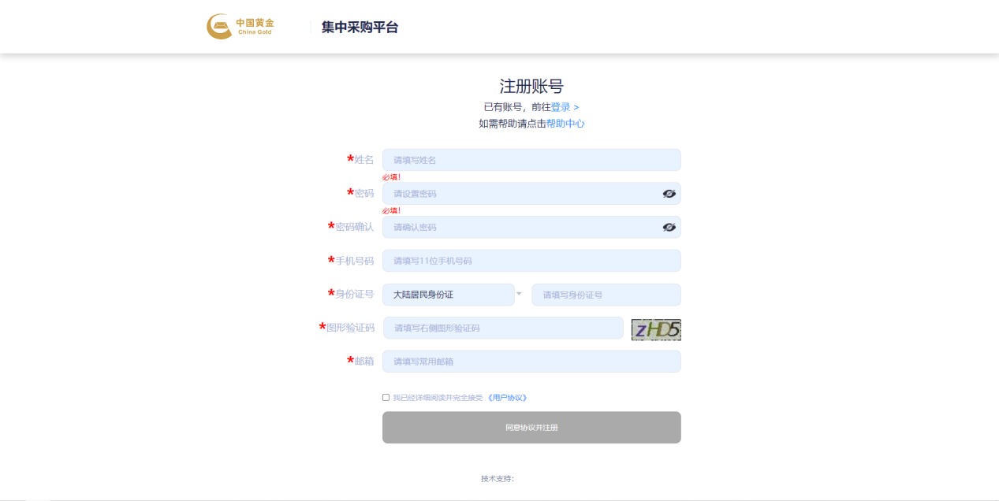 中国黄金
China Gold
集中采购平台
注册账号
已有账号，前往登录 >
如需帮助请点击帮助中心
*姓名 请填写姓名
必填!
*密码 请设置密码
必填!
*密码确认 请确认密码
*手机号码 请填写11位手机号码
*身份证号 大陆居民身份证 请填写身份证号
*图形验证码 请填写右侧图形验证码 zHD5
*邮箱 请填写常用邮箱
我已经详细阅读并完全接受《用户协议》
同意协议并注册
技术支持：